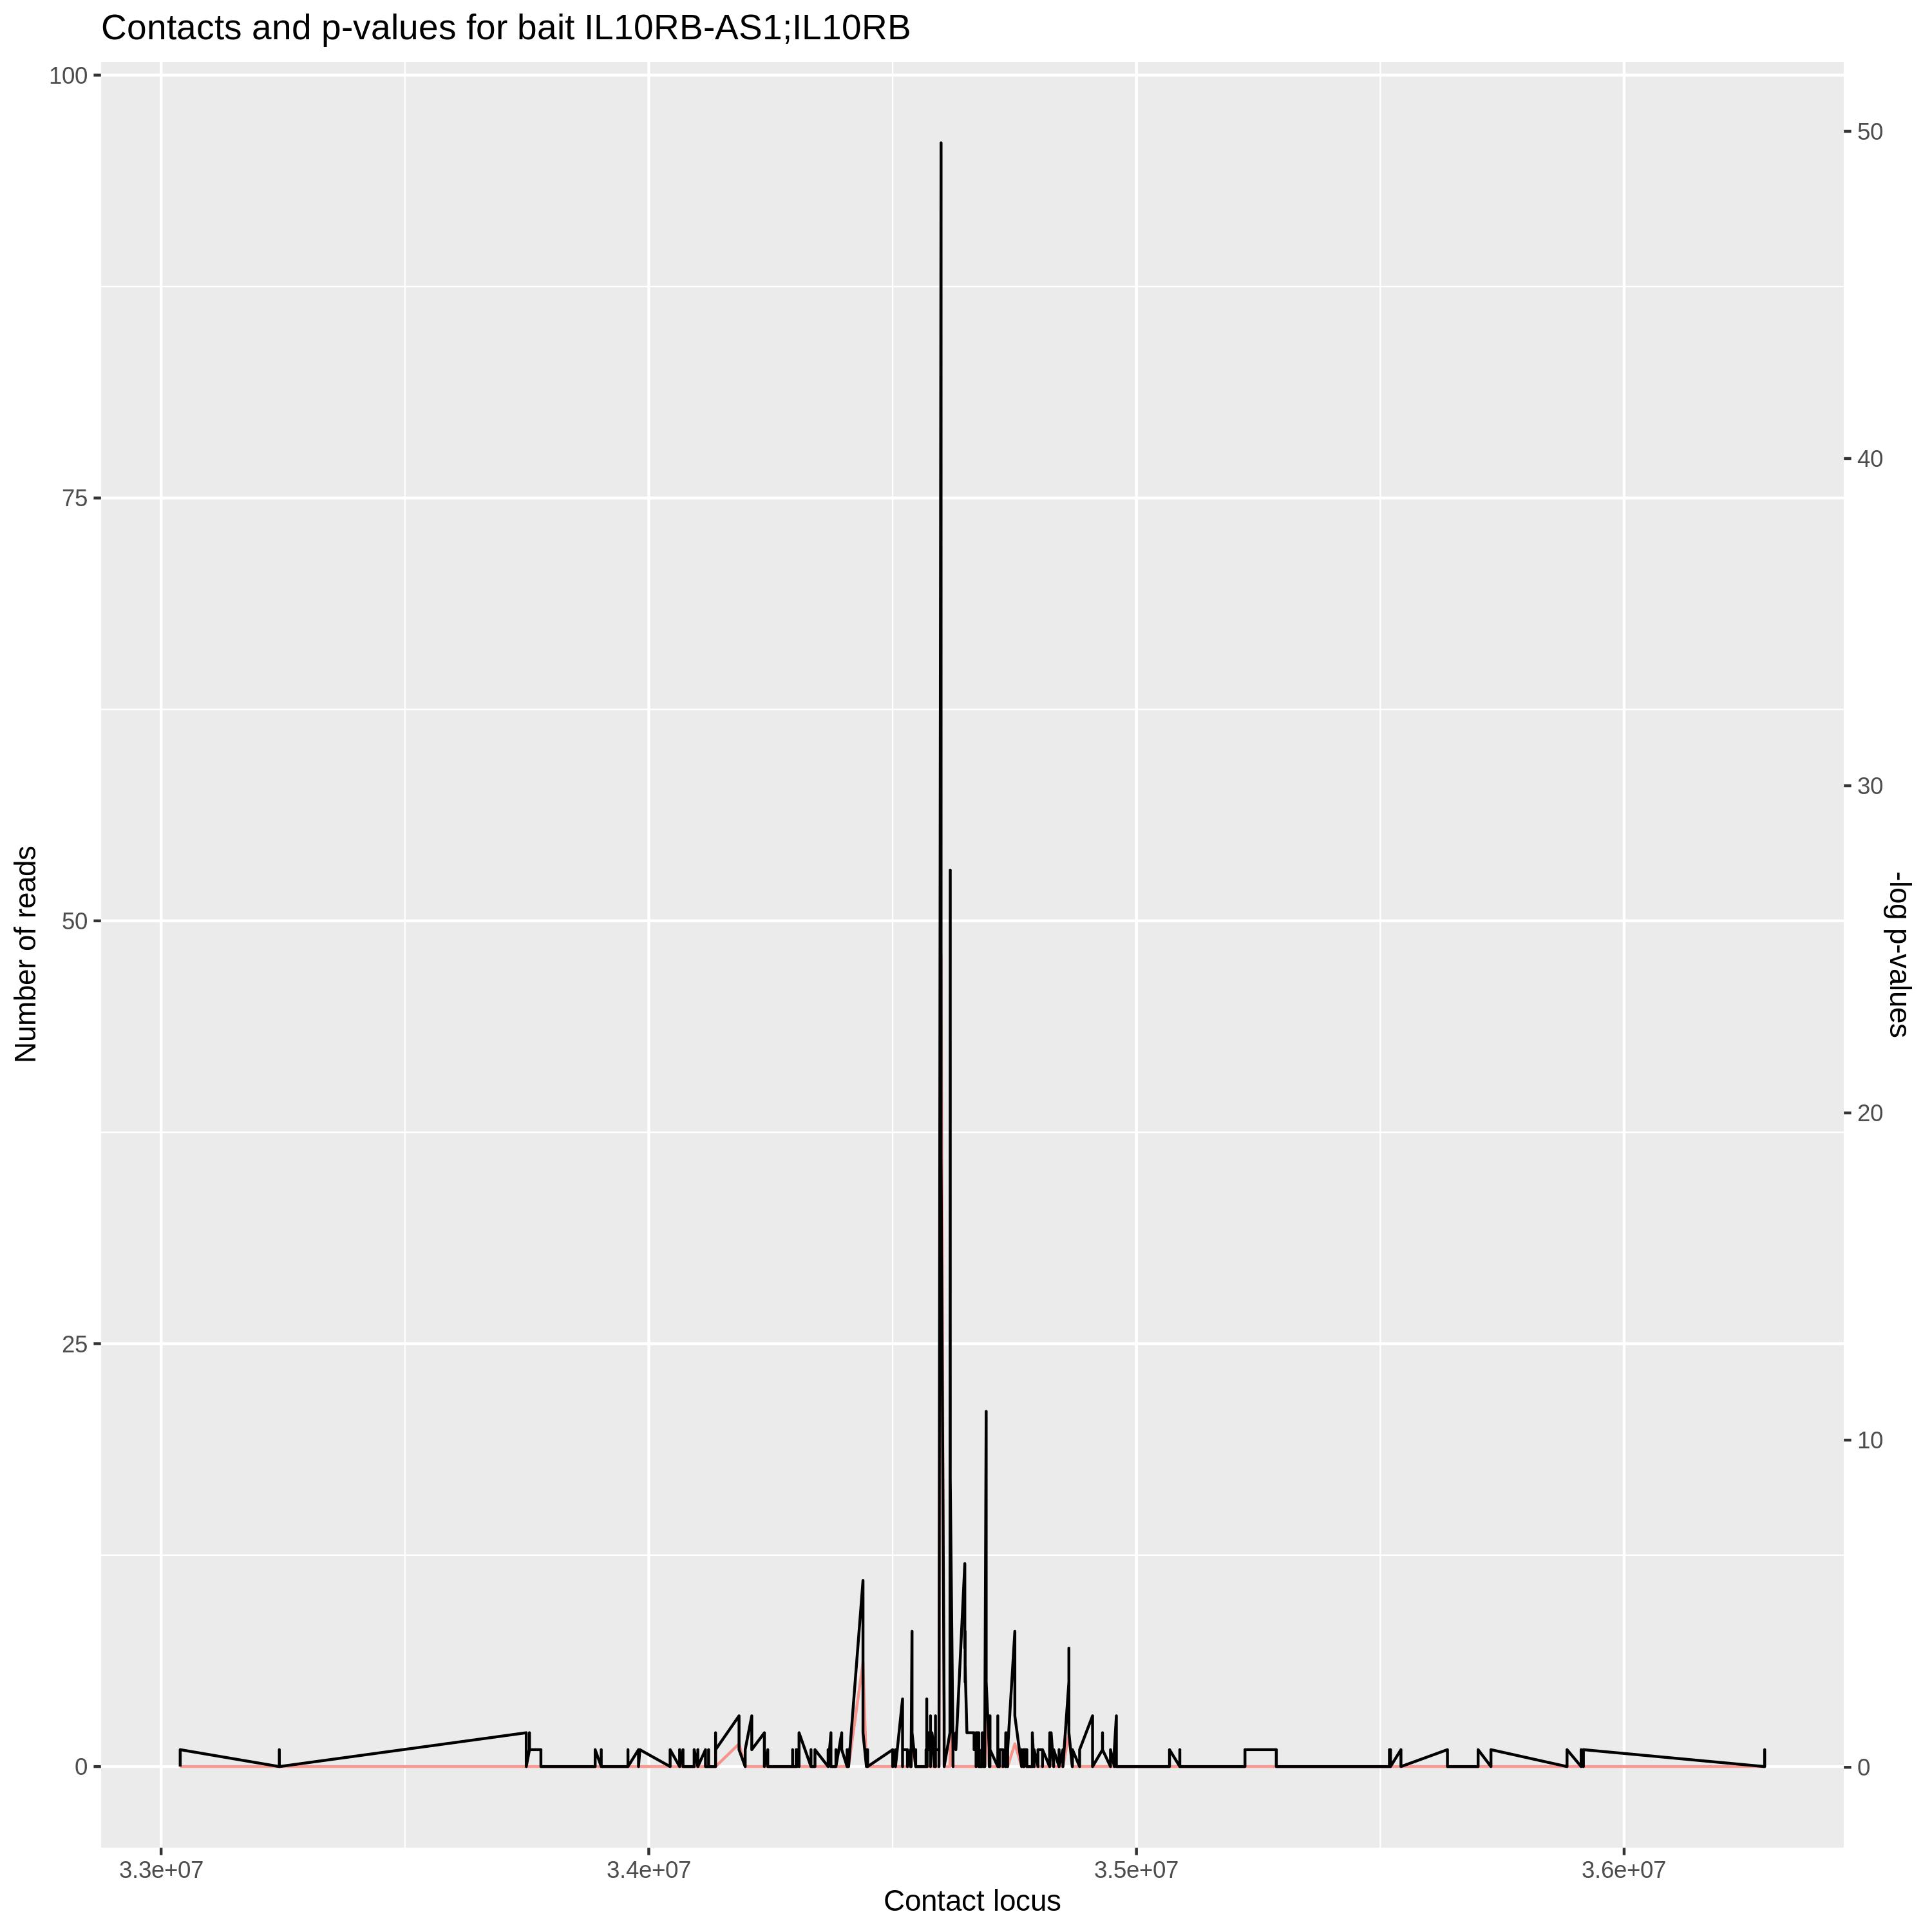 Contacts and p-values for bait IL10RB-AS1;IL10RB
100
75
50
25
0
Number of reads
50
40
30
20
10
0
-log p-values
3.3e+07
3.4e+07
3.5e+07
3.6e+07
Contact locus